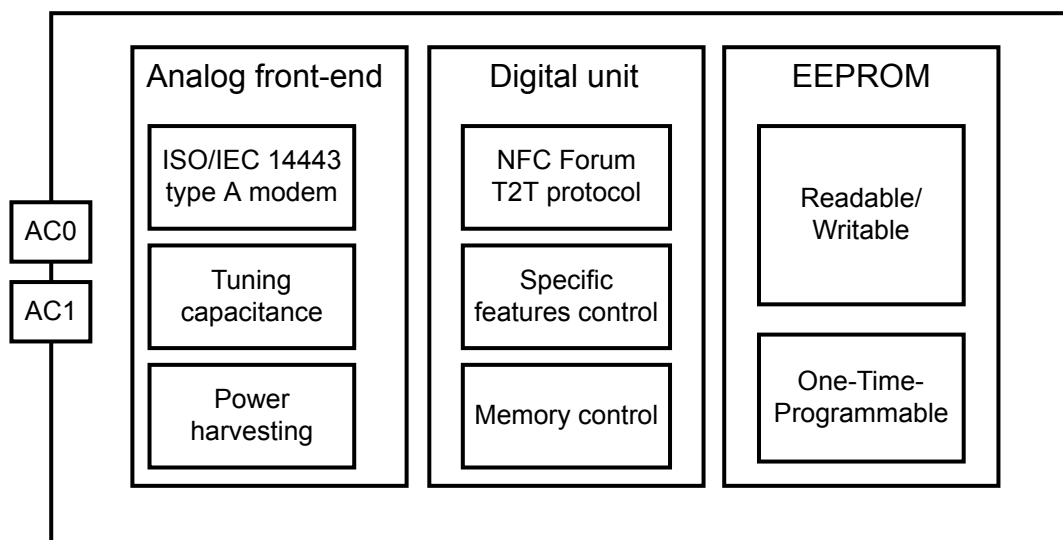 Analog front-end
ISO/IEC 14443
type A modem
Tuning
capacitance
Power
harvesting
Digital unit
NFC Forum
T2T protocol
Specific
features control
Memory control
EEPROM
Readable/
Writable
One-Time-
Programmable
AC0
AC1